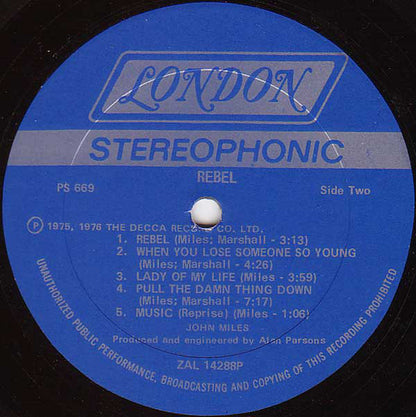 LONDON
STEREOPHONIC
REBEL
PS 669
Side Two
Ⓟ 1975, 1976 THE DECCA RECORD CO. LTD.
1. REBEL (Miles; Marshall - 3:13)
2. WHEN YOU LOSE SOMEONE SO YOUNG
(Miles; Marshall - 4:26)
3. LADY OF MY LIFE (Miles - 3:59)
4. PULL THE DAMN THING DOWN
(Miles; Marshall - 7:17)
5. MUSIC (Reprise) (Miles - 1:06)
JOHN MILES
Produced and engineered by Alan Parsons
ZAL 14288P
UNAUTHORIZED PUBLIC PERFORMANCE, BROADCASTING AND COPYING OF THIS RECORDING PROHIBITED